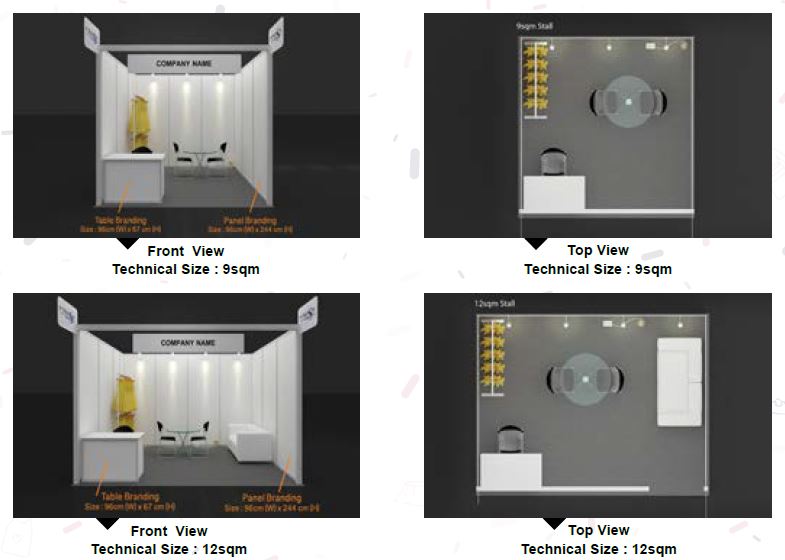 COMPANY NAME
Table Branding
Size : 96cm (W) x 67 cm (H)
Panel Branding
Size : 96cm (W) x 244 cm (H)
Front View
Technical Size : 9sqm
9sqm Stall
Top View
Technical Size : 9sqm
COMPANY NAME
Table Branding
Size : 96cm (W) x 67 cm (H)
Panel Branding
Size : 96cm (W) x 244 cm (H)
Front View
Technical Size : 12sqm
12sqm Stall
Top View
Technical Size : 12sqm